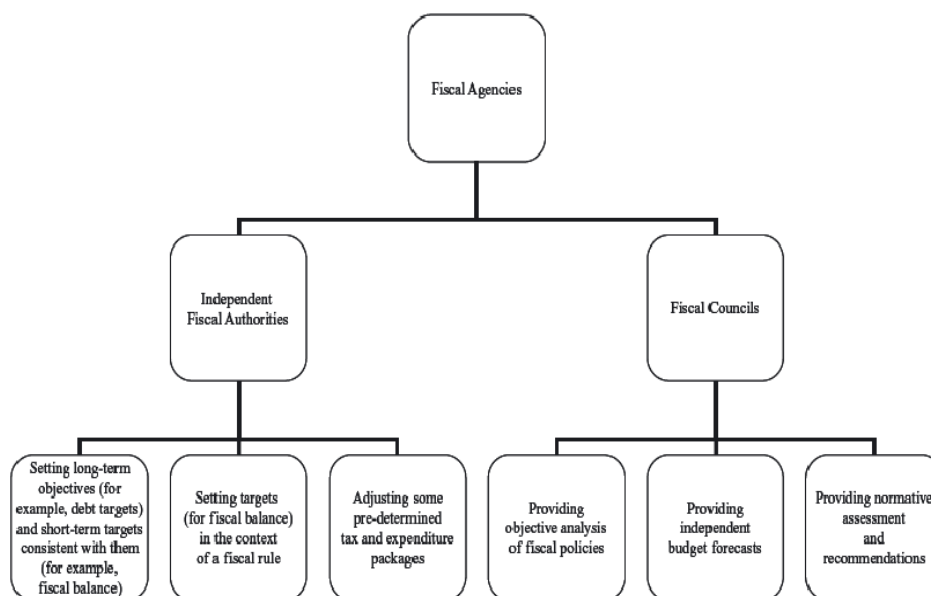 Fiscal Agencies
Independent
Fiscal Authorities
Fiscal Councils
Setting long-term
objectives (for
example, debt targets)
and short-term targets
consistent with them
(for example,
fiscal balance)
Setting targets
(for fiscal balance)
in the context
of a fiscal rule
Adjusting some
pre-determined
tax and expenditure
packages
Providing
objective analysis
of fiscal policies
Providing
independent
budget forecasts
Providing normative
assessment
and
recommendations